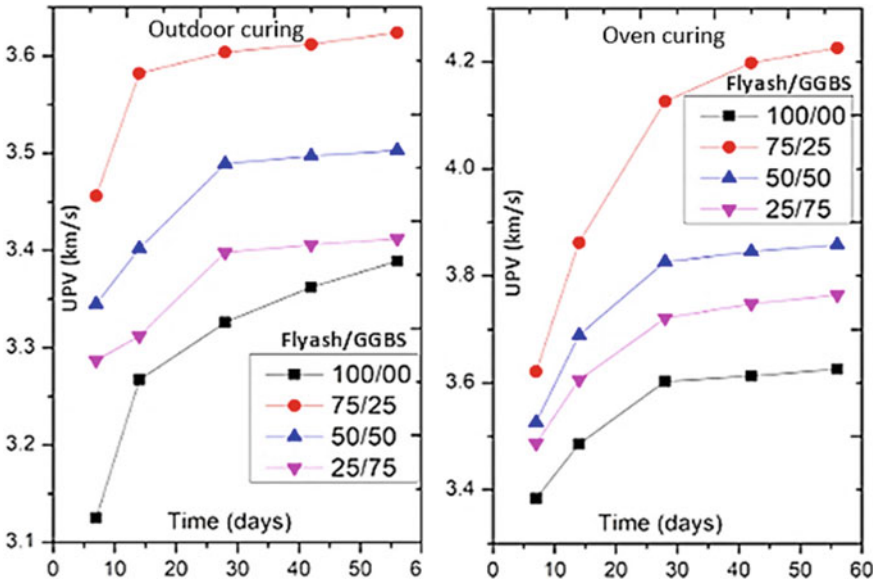 Outdoor curing
3.6
3.5
3.4
3.3
3.2
3.1
UPV (km/s)
Flyash/GGBS
100/00
75/25
50/50
25/75
Time (days)
0 10 20 30 40 50 6
Oven curing
4.2
4.0
3.8
3.6
3.4
UPV (km/s)
Flyash/GGBS
100/00
75/25
50/50
25/75
Time (days)
0 10 20 30 40 50 60